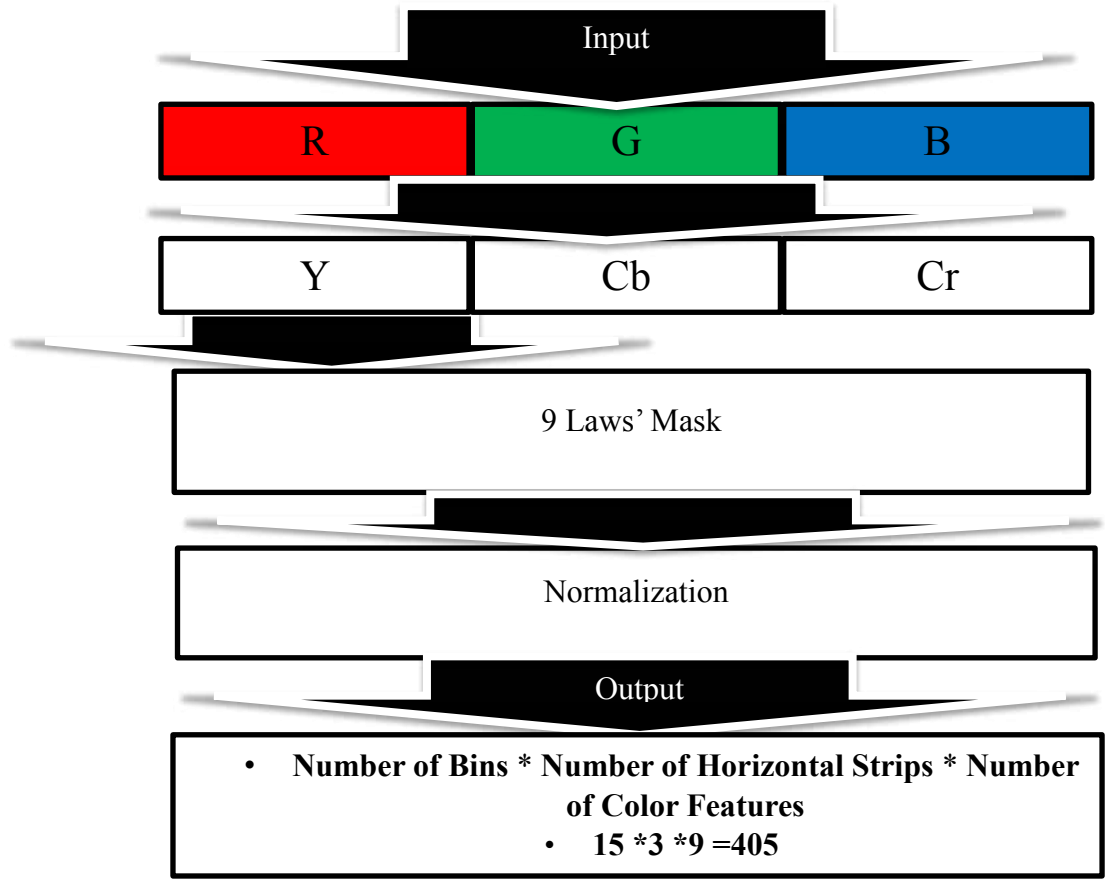 Input
R G B
Y Cb Cr
9 Laws’ Mask
Normalization
Output
• Number of Bins * Number of Horizontal Strips * Number
of Color Features
• 15 *3 *9 =405